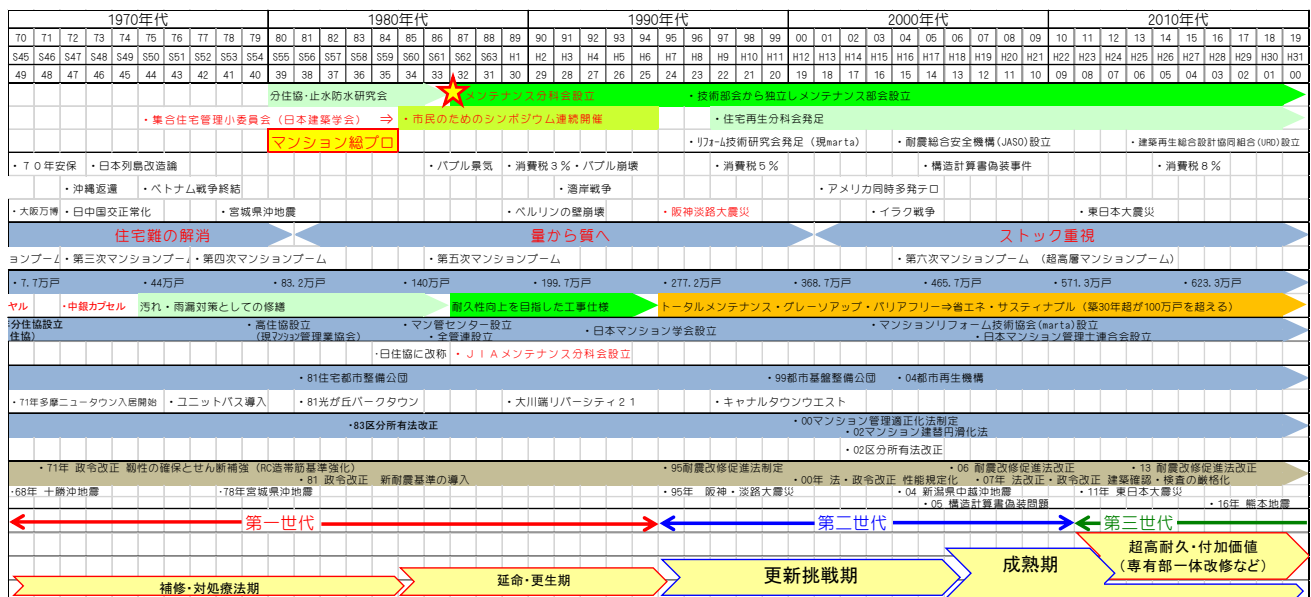 1970年代 1980年代 1990年代 2000年代 2010年代
70 71 72 73 74 75 76 77 78 79 80 81 82 83 84 85 86 87 88 89 90 91 92 93 94 95 96 97 98 99 00 01 02 03 04 05 06 07 08 09 10 11 12 13 14 15 16 17 18 19
S45 S46 S47 S48 S49 S50 S51 S52 S53 S54 S55 S56 S57 S58 S59 S60 S61 S62 S63 H1 H2 H3 H4 H5 H6 H7 H8 H9 H10 H11 H12 H13 H14 H15 H16 H17 H18 H19 H20 H21 H22 H23 H24 H25 H26 H27 H28 H29 H30 H31
49 48 47 46 45 44 43 42 41 40 39 38 37 36 35 34 33 32 31 30 29 28 27 26 25 24 23 22 21 20 19 18 17 16 15 14 13 12 11 10 09 08 07 06 05 04 03 02 01 00
分住協・止水防水研究会 メンテナンス分科会設立 ・技術部会から独立しメンテナンス部会設立
・集合住宅管理小委員会（日本建築学会） ⇒ ・市民のためのシンポジウム連続開催 ・住宅再生分科会発足
マンション総プロ ・リフォーム技術研究会発足（現marta） ・耐震総合安全機構(JASO)設立 ・建築再生総合設計協同組合(URD)設立
・７０年安保 ・日本列島改造論 ・バブル景気 ・消費税３％・バブル崩壊 ・消費税５％ ・構造計算書偽装事件 ・消費税８％
・沖縄返還 ・ベトナム戦争終結 ・湾岸戦争 ・アメリカ同時多発テロ
・大阪万博・日中国交正常化 ・宮城県沖地震 ・ベルリンの壁崩壊 ・阪神淡路大震災 ・イラク戦争 ・東日本大震災
住宅難の解消 量から質へ ストック重視
ョンブーム・第三次マンションブーム・第四次マンションブーム ・第五次マンションブーム ・第六次マンションブーム （超高層マンションブーム）
・7.7万戸 ・44万戸 ・83.2万戸 ・140万戸 ・199.7万戸 ・277.2万戸 ・368.7万戸 ・465.7万戸 ・571.3万戸 ・623.3万戸
ヤル ・中銀カプセル 汚れ・雨漏対策としての修繕 耐久性向上を目指した工事仕様 トータルメンテナンス・グレーソアップ・バリアフリー⇒省エネ・サスティナブル（築30年超が100万戸を超える）
分住協設立 ・高住協設立 ・マン管センター設立 ・日本マンション学会設立 ・マンションリフォーム技術協会(marta)設立
住協） (現マンション管理業協会) ・全管連設立 ・日本マンション管理士連合会設立
・日住協に改称 ・ＪＩＡメンテナンス分科会設立
・81住宅都市整備公団 ・99都市基盤整備公団 ・04都市再生機構
・71年多摩ニュータウン入居開始 ・ユニットバス導入 ・81光が丘パークタウン ・大川端リバーシティ２１ ・キャナルタウンウエスト
・83区分所有法改正 ・00マンション管理適正化法制定
・02マンション建替円滑化法
・02区分所有法改正
・71年 政令改正 靭性の確保とせん断補強（RC造帯筋基準強化） ・95耐震改修促進法制定 ・06 耐震改修促進法改正 ・13 耐震改修促進法改正
・81 政令改正 新耐震基準の導入 ・00年 法・政令改正 性能規定化 ・07年 法改正・政令改正 建築確認・検査の厳格化
・68年 十勝沖地震 ・78年宮城県沖地震 ・95年 阪神・淡路大震災 ・04 新潟県中越沖地震 ・11年 東日本大震災
・05 構造計算書偽装問題 ・16年 熊本地震
第一世代 第二世代 第三世代
補修・対処療法期 延命・更生期 更新挑戦期 成熟期 超高耐久・付加価値
（専有部一体改修など）